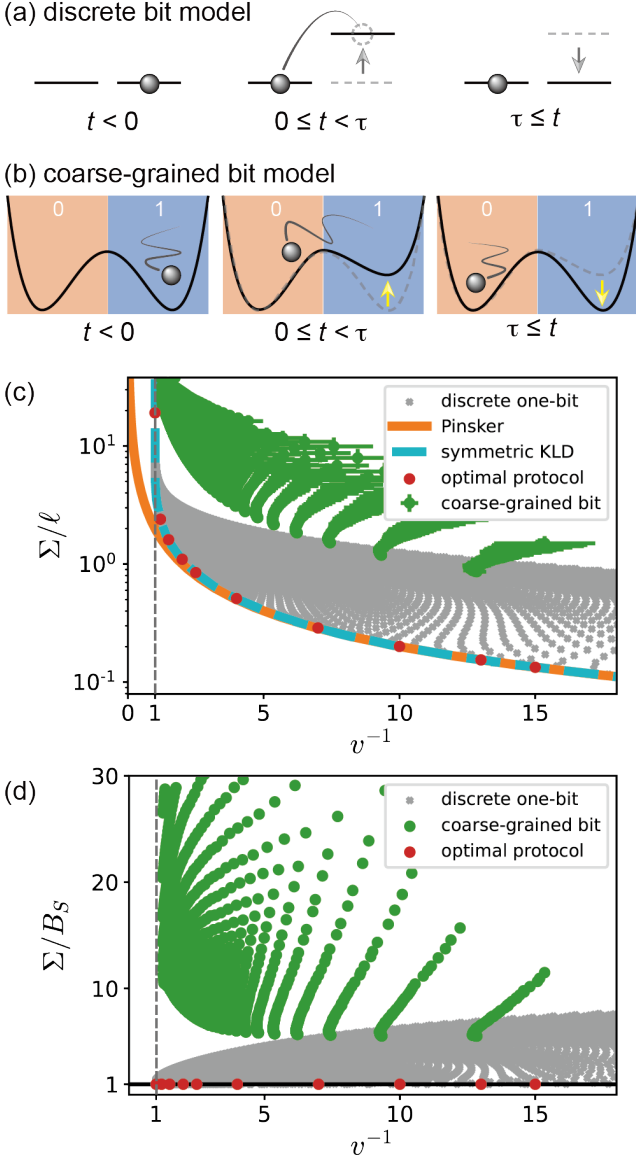 (a) discrete bit model
t < 0
0 ≤ t < τ
τ ≤ t
(b) coarse-grained bit model
0 1
0 1
0 1
t < 0
0 ≤ t < τ
τ ≤ t
(c)
discrete one-bit
Pinsker
symmetric KLD
optimal protocol
coarse-grained bit
10¹
10⁰
10⁻¹
Σ/ℓ
0 1 5 10 15
v⁻¹
(d)
discrete one-bit
coarse-grained bit
optimal protocol
30
20
10
1
Σ/B_S
1 5 10 15
v⁻¹